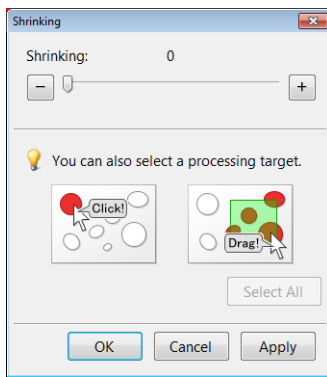 Shrinking
Shrinking: 0
You can also select a processing target.
Click!
Drag!
Select All
OK Cancel Apply